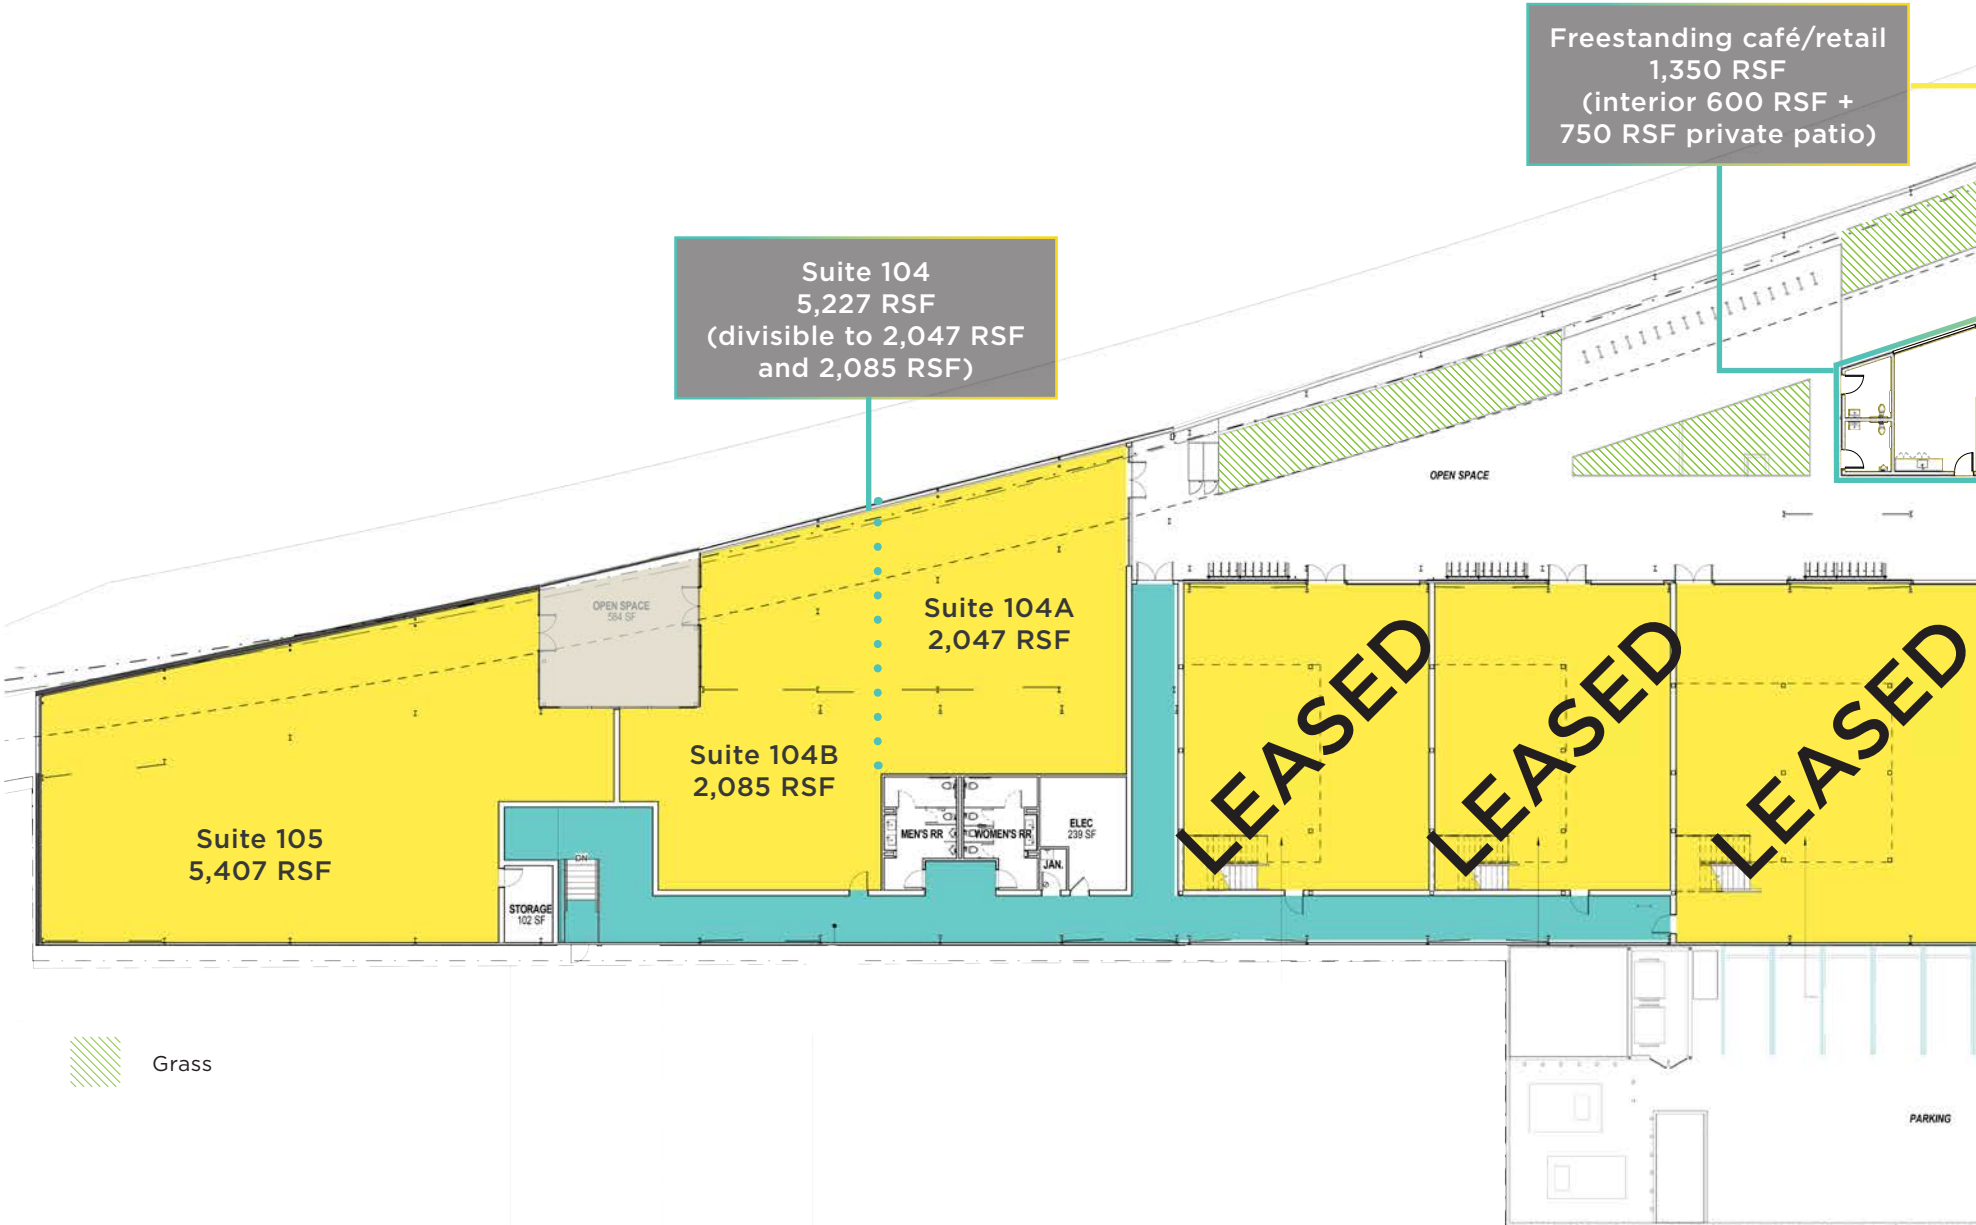 Freestanding café/retail
1,350 RSF
(interior 600 RSF +
750 RSF private patio)
Suite 104
5,227 RSF
(divisible to 2,047 RSF
and 2,085 RSF)
OPEN SPACE
OPEN SPACE
584 SF
Suite 104A
2,047 RSF
LEASED
LEASED
LEASED
Suite 104B
2,085 RSF
Suite 105
5,407 RSF
MEN'S RR
WOMEN'S RR
ELEC
239 SF
JAN.
DN
STORAGE
102 SF
Grass
PARKING